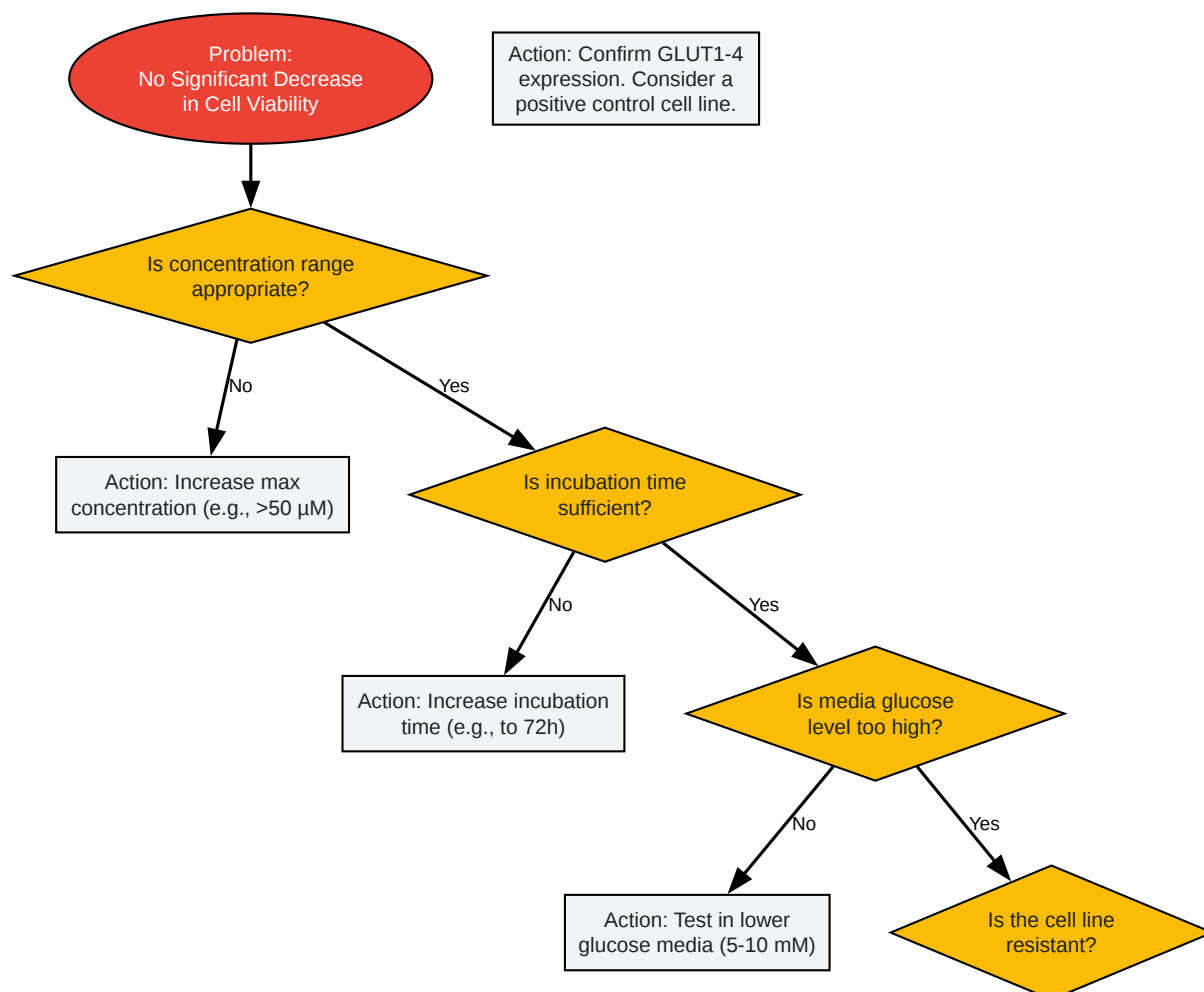 Problem:
No Significant Decrease
in Cell Viability
Action: Confirm GLUT1-4
expression. Consider a
positive control cell line.
Is concentration range
appropriate?
No
Yes
Action: Increase max
concentration (e.g., >50 µM)
Is incubation time
sufficient?
No
Yes
Action: Increase incubation
time (e.g., to 72h)
Is media glucose
level too high?
No
Yes
Action: Test in lower
glucose media (5-10 mM)
Is the cell line
resistant?